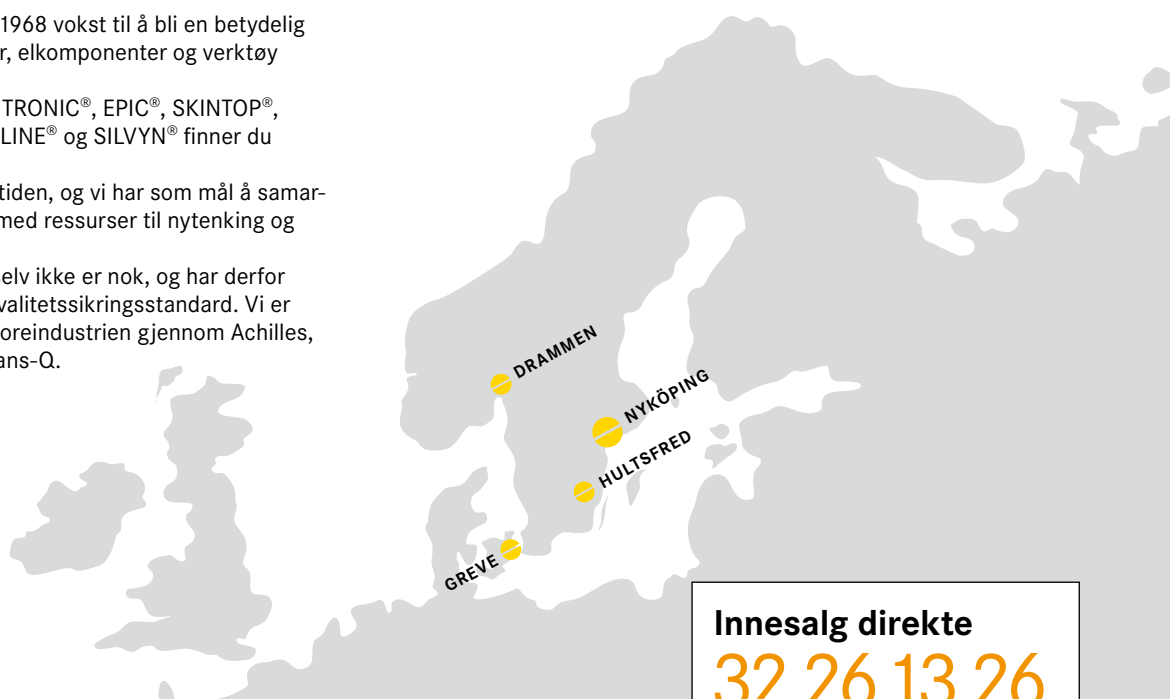 1968 vokst til å bli en betydelig
r, elkomponenter og verktøy
TRONIC®, EPIC®, SKINTOP®,
LINE® og SILVYN® finner du
tiden, og vi har som mål å samar-
med ressurser til nytenking og
selv ikke er nok, og har derfor
valitetssikringsstandard. Vi er
oreindustrien gjennom Achilles,
ans-Q.
DRAMMEN
NYKÖPING
HULTSFRED
GREVE
Innesalg direkte
32 26 13 26